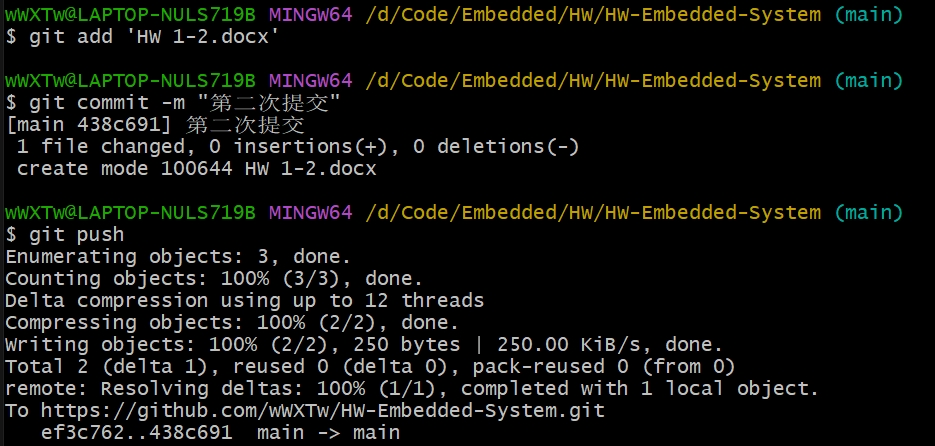 wWXTw@LAPTOP-NULS719B MINGW64 /d/Code/Embedded/HW/HW-Embedded-System (main)
$ git add 'HW 1-2.docx'
wWXTw@LAPTOP-NULS719B MINGW64 /d/Code/Embedded/HW/HW-Embedded-System (main)
$ git commit -m "第二次提交"
[main 438c691] 第二次提交
 1 file changed, 0 insertions(+), 0 deletions(-)
 create mode 100644 HW 1-2.docx
wWXTw@LAPTOP-NULS719B MINGW64 /d/Code/Embedded/HW/HW-Embedded-System (main)
$ git push
Enumerating objects: 3, done.
Counting objects: 100% (3/3), done.
Delta compression using up to 12 threads
Compressing objects: 100% (2/2), done.
Writing objects: 100% (2/2), 250 bytes | 250.00 KiB/s, done.
Total 2 (delta 1), reused 0 (delta 0), pack-reused 0 (from 0)
remote: Resolving deltas: 100% (1/1), completed with 1 local object.
To https://github.com/wWXTw/HW-Embedded-System.git
   ef3c762..438c691  main -> main